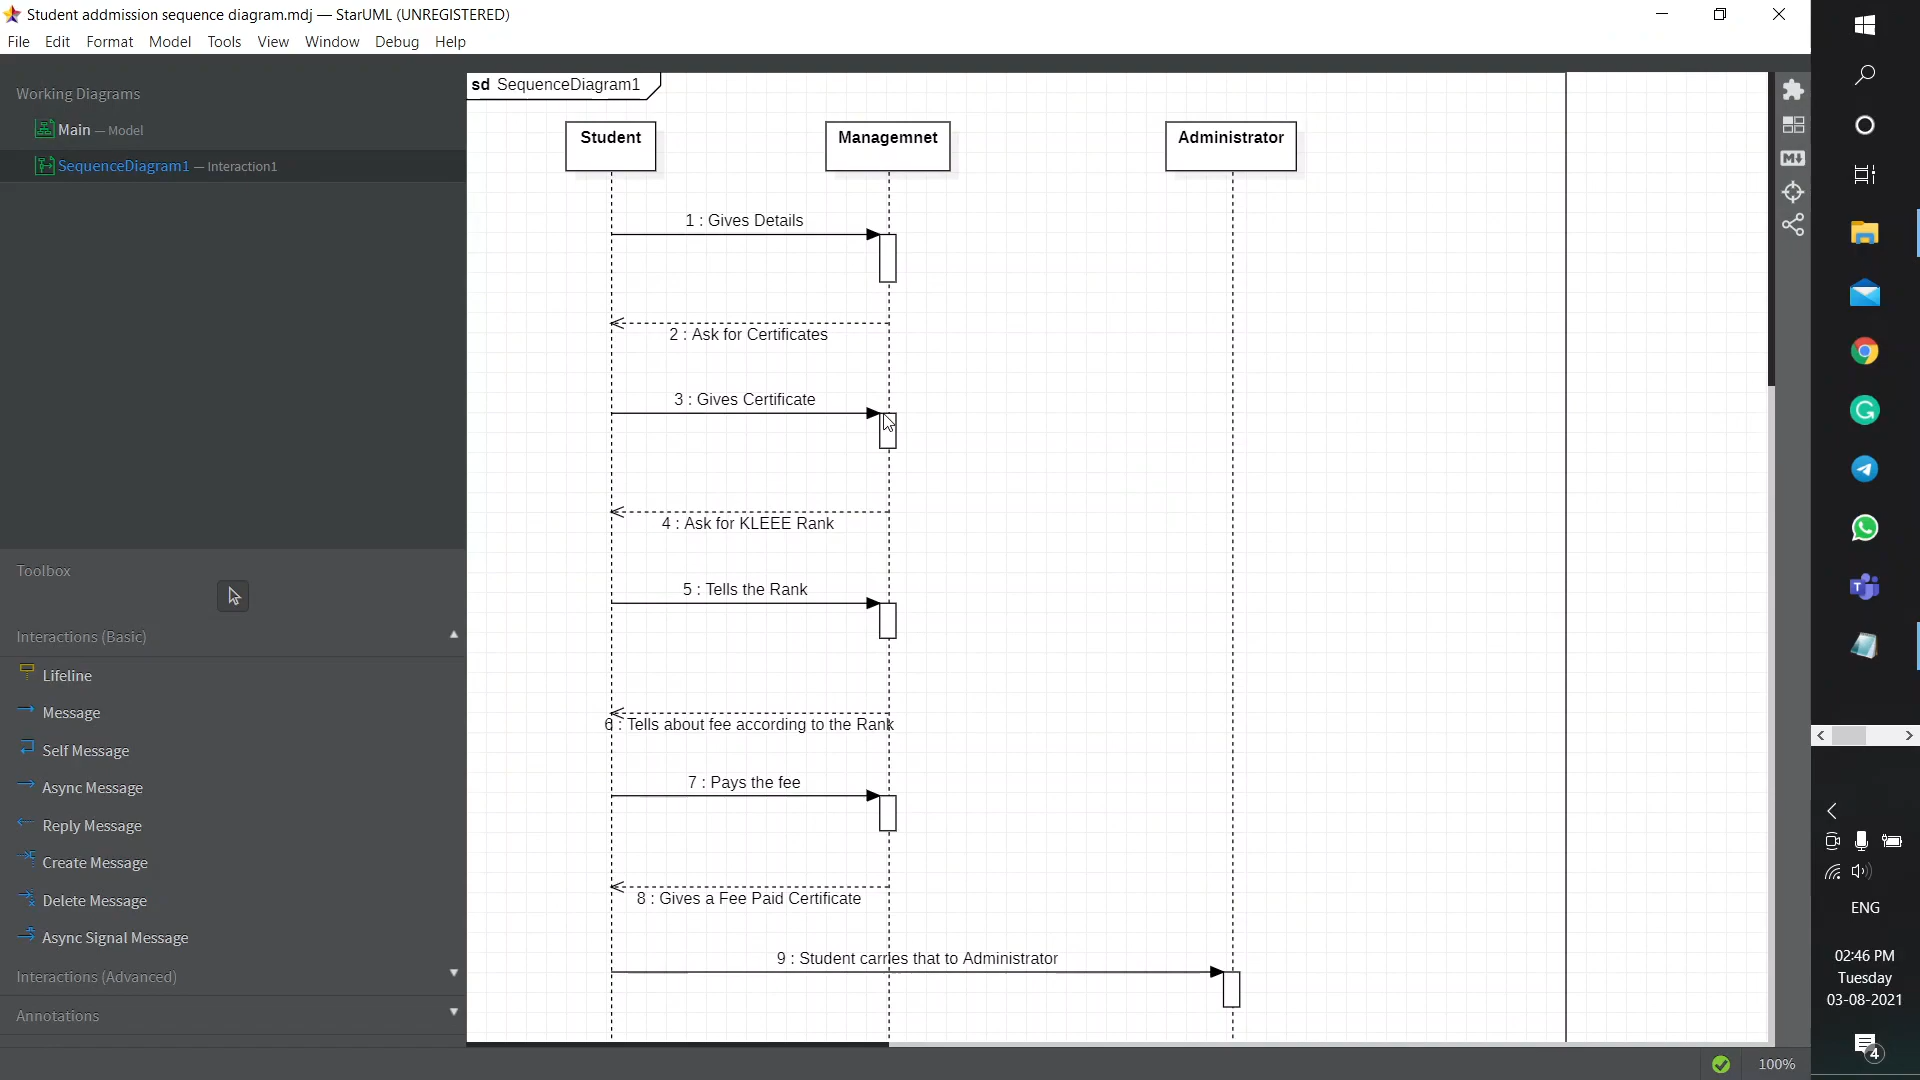 Student addmission sequence diagram.mdj — StarUML (UNREGISTERED)
File Edit Format Model Tools View Window Debug Help
Working Diagrams
Main — Model
SequenceDiagram1 — Interaction1
Toolbox
Interactions (Basic)
Lifeline
Message
Self Message
Async Message
Reply Message
Create Message
Delete Message
Async Signal Message
Interactions (Advanced)
Annotations
sd SequenceDiagram1
Student Managemnet Administrator
1 : Gives Details
2 : Ask for Certificates
3 : Gives Certificate
4 : Ask for KLEEE Rank
5 : Tells the Rank
6 : Tells about fee according to the Rank
7 : Pays the fee
8 : Gives a Fee Paid Certificate
9 : Student carries that to Administrator
100%
ENG
02:46 PM
Tuesday
03-08-2021
4